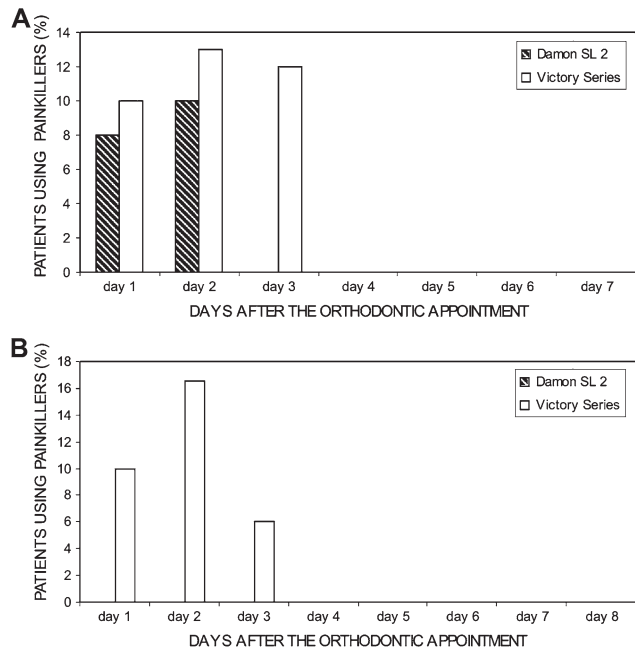 A
PATIENTS USING PAINKILLERS (%)
14
12
10
8
6
4
2
0
Damon SL 2
Victory Series
day 1 day 2 day 3 day 4 day 5 day 6 day 7
DAYS AFTER THE ORTHODONTIC APPOINTMENT
B
PATIENTS USING PAINKILLERS (%)
18
16
14
12
10
8
6
4
2
0
Damon SL 2
Victory Series
day 1 day 2 day 3 day 4 day 5 day 6 day 7 day 8
DAYS AFTER THE ORTHODONTIC APPOINTMENT